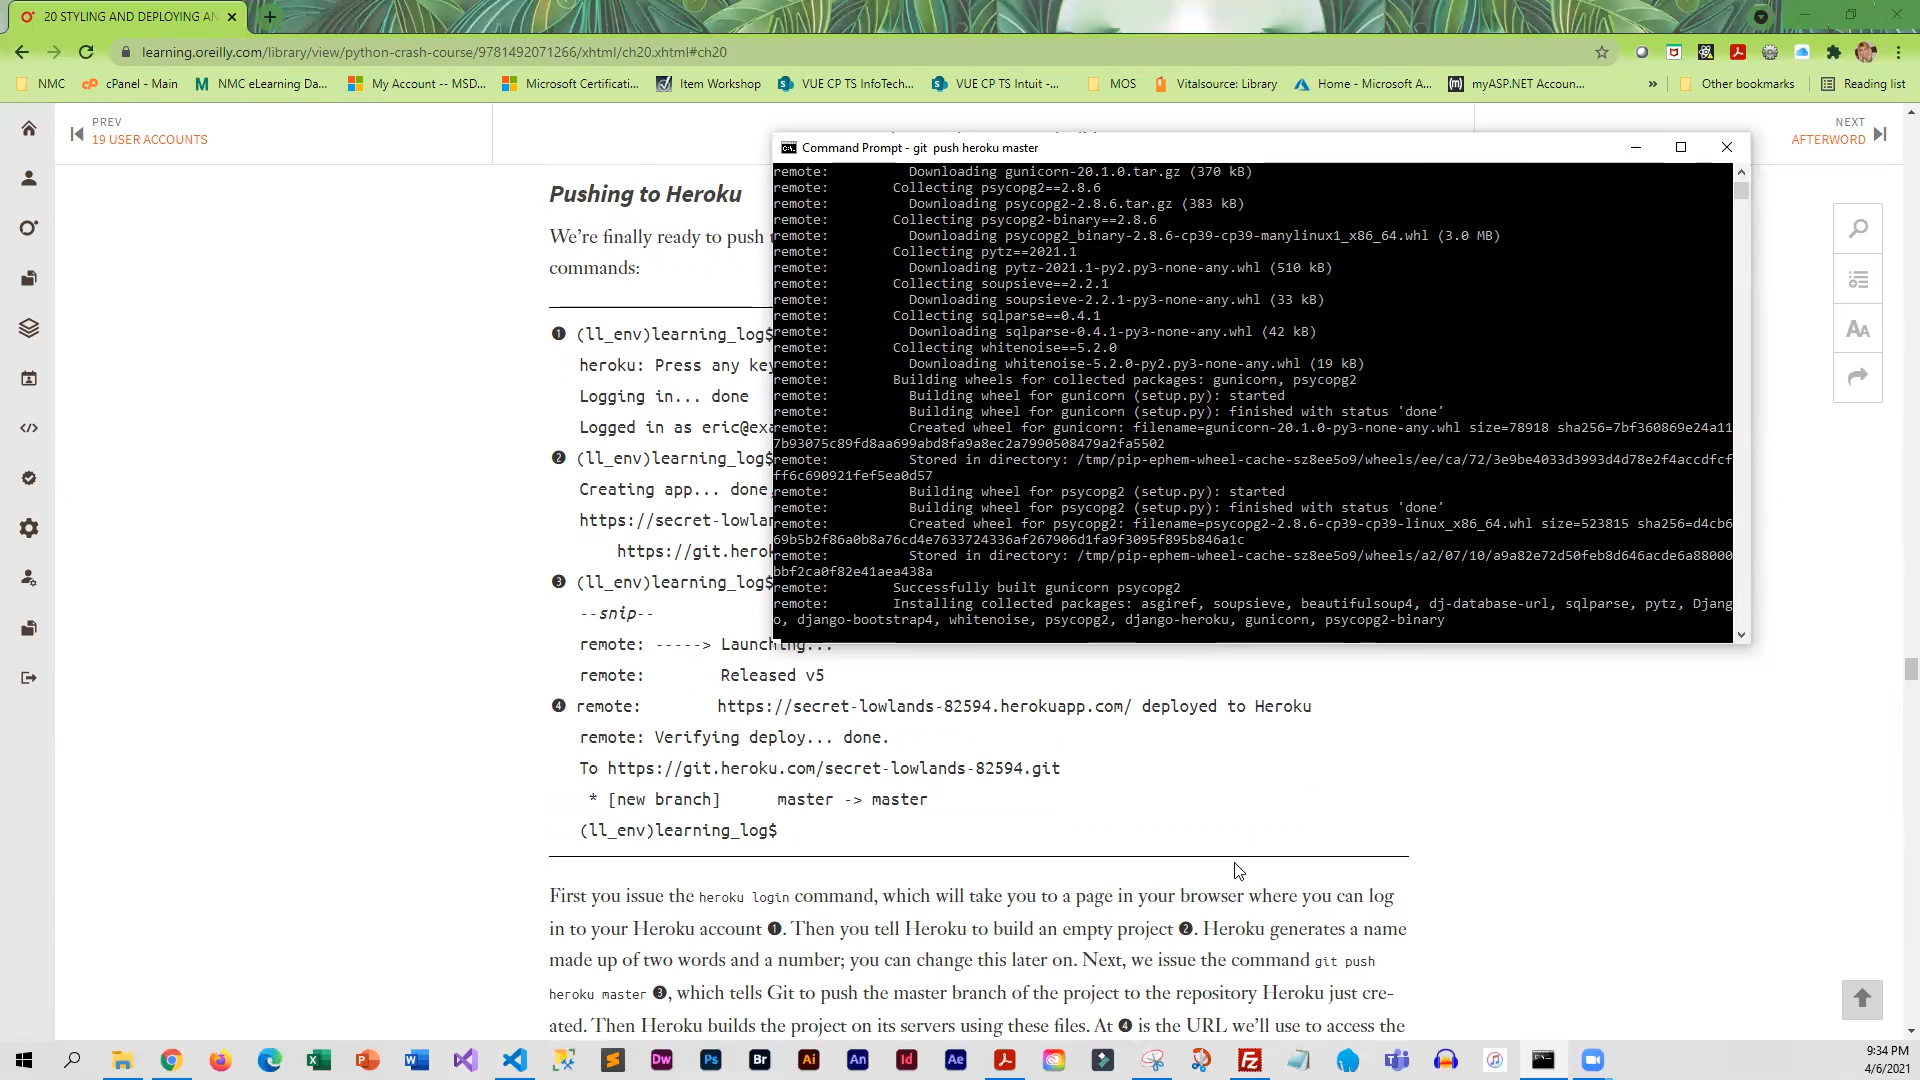 20 STYLING AND DEPLOYING AN
learning.oreilly.com/library/view/python-crash-course/9781492071266/xhtml/ch20.xhtml#ch20
NMC
cPanel - Main
NMC eLearning Da...
My Account -- MSD...
Microsoft Certificati...
Item Workshop
VUE CP TS InfoTech...
VUE CP TS Intuit -...
MOS
Vitalsource: Library
Home - Microsoft A...
myASP.NET Accoun...
»
Other bookmarks
Reading list
PREV
19 USER ACCOUNTS
NEXT
AFTERWORD
Pushing to Heroku
We're finally ready to push t
commands:
❶ (ll_env)learning_log$
heroku: Press any key
Logging in... done
Logged in as eric@exa
❷ (ll_env)learning_log$
Creating app... done
https://secret-lowlan
https://git.herok
❸ (ll_env)learning_log$
--snip--
remote: -----> Launching...
remote: Released v5
❹ remote: https://secret-lowlands-82594.herokuapp.com/ deployed to Heroku
remote: Verifying deploy... done.
To https://git.heroku.com/secret-lowlands-82594.git
* [new branch] master -> master
(ll_env)learning_log$
First you issue the heroku login command, which will take you to a page in your browser where you can log
in to your Heroku account ❶. Then you tell Heroku to build an empty project ❷. Heroku generates a name
made up of two words and a number; you can change this later on. Next, we issue the command git push
heroku master ❸, which tells Git to push the master branch of the project to the repository Heroku just cre-
ated. Then Heroku builds the project on its servers using these files. At ❹ is the URL we'll use to access the
Command Prompt - git push heroku master
remote: Downloading gunicorn-20.1.0.tar.gz (370 kB)
remote: Collecting psycopg2==2.8.6
remote: Downloading psycopg2-2.8.6.tar.gz (383 kB)
remote: Collecting psycopg2-binary==2.8.6
remote: Downloading psycopg2_binary-2.8.6-cp39-cp39-manylinux1_x86_64.whl (3.0 MB)
remote: Collecting pytz==2021.1
remote: Downloading pytz-2021.1-py2.py3-none-any.whl (510 kB)
remote: Collecting soupsieve==2.2.1
remote: Downloading soupsieve-2.2.1-py3-none-any.whl (33 kB)
remote: Collecting sqlparse==0.4.1
remote: Downloading sqlparse-0.4.1-py3-none-any.whl (42 kB)
remote: Collecting whitenoise==5.2.0
remote: Downloading whitenoise-5.2.0-py2.py3-none-any.whl (19 kB)
remote: Building wheels for collected packages: gunicorn, psycopg2
remote: Building wheel for gunicorn (setup.py): started
remote: Building wheel for gunicorn (setup.py): finished with status 'done'
remote: Created wheel for gunicorn: filename=gunicorn-20.1.0-py3-none-any.whl size=78918 sha256=7bf360869e24a11
7b93075c89fd8aa699abd8fa9a8ec2a7990508479a2fa5502
remote: Stored in directory: /tmp/pip-ephem-wheel-cache-sz8ee5o9/wheels/ee/ca/72/3e9be4033d3993d4d78e2f4accdfcf
ff6c690921fef5ea0d57
remote: Building wheel for psycopg2 (setup.py): started
remote: Building wheel for psycopg2 (setup.py): finished with status 'done'
remote: Created wheel for psycopg2: filename=psycopg2-2.8.6-cp39-cp39-linux_x86_64.whl size=523815 sha256=d4cb6
69b5b2f86a0b8a76cd4e7633724336af267906d1fa9f3095f895b846a1c
remote: Stored in directory: /tmp/pip-ephem-wheel-cache-sz8ee5o9/wheels/a2/07/10/a9a82e72d50feb8d646acde6a88000
bbf2ca0f82e41aea438a
remote: Successfully built gunicorn psycopg2
remote: Installing collected packages: asgiref, soupsieve, beautifulsoup4, dj-database-url, sqlparse, pytz, Djang
o, django-bootstrap4, whitenoise, psycopg2, django-heroku, gunicorn, psycopg2-binary
9:34 PM
4/6/2021